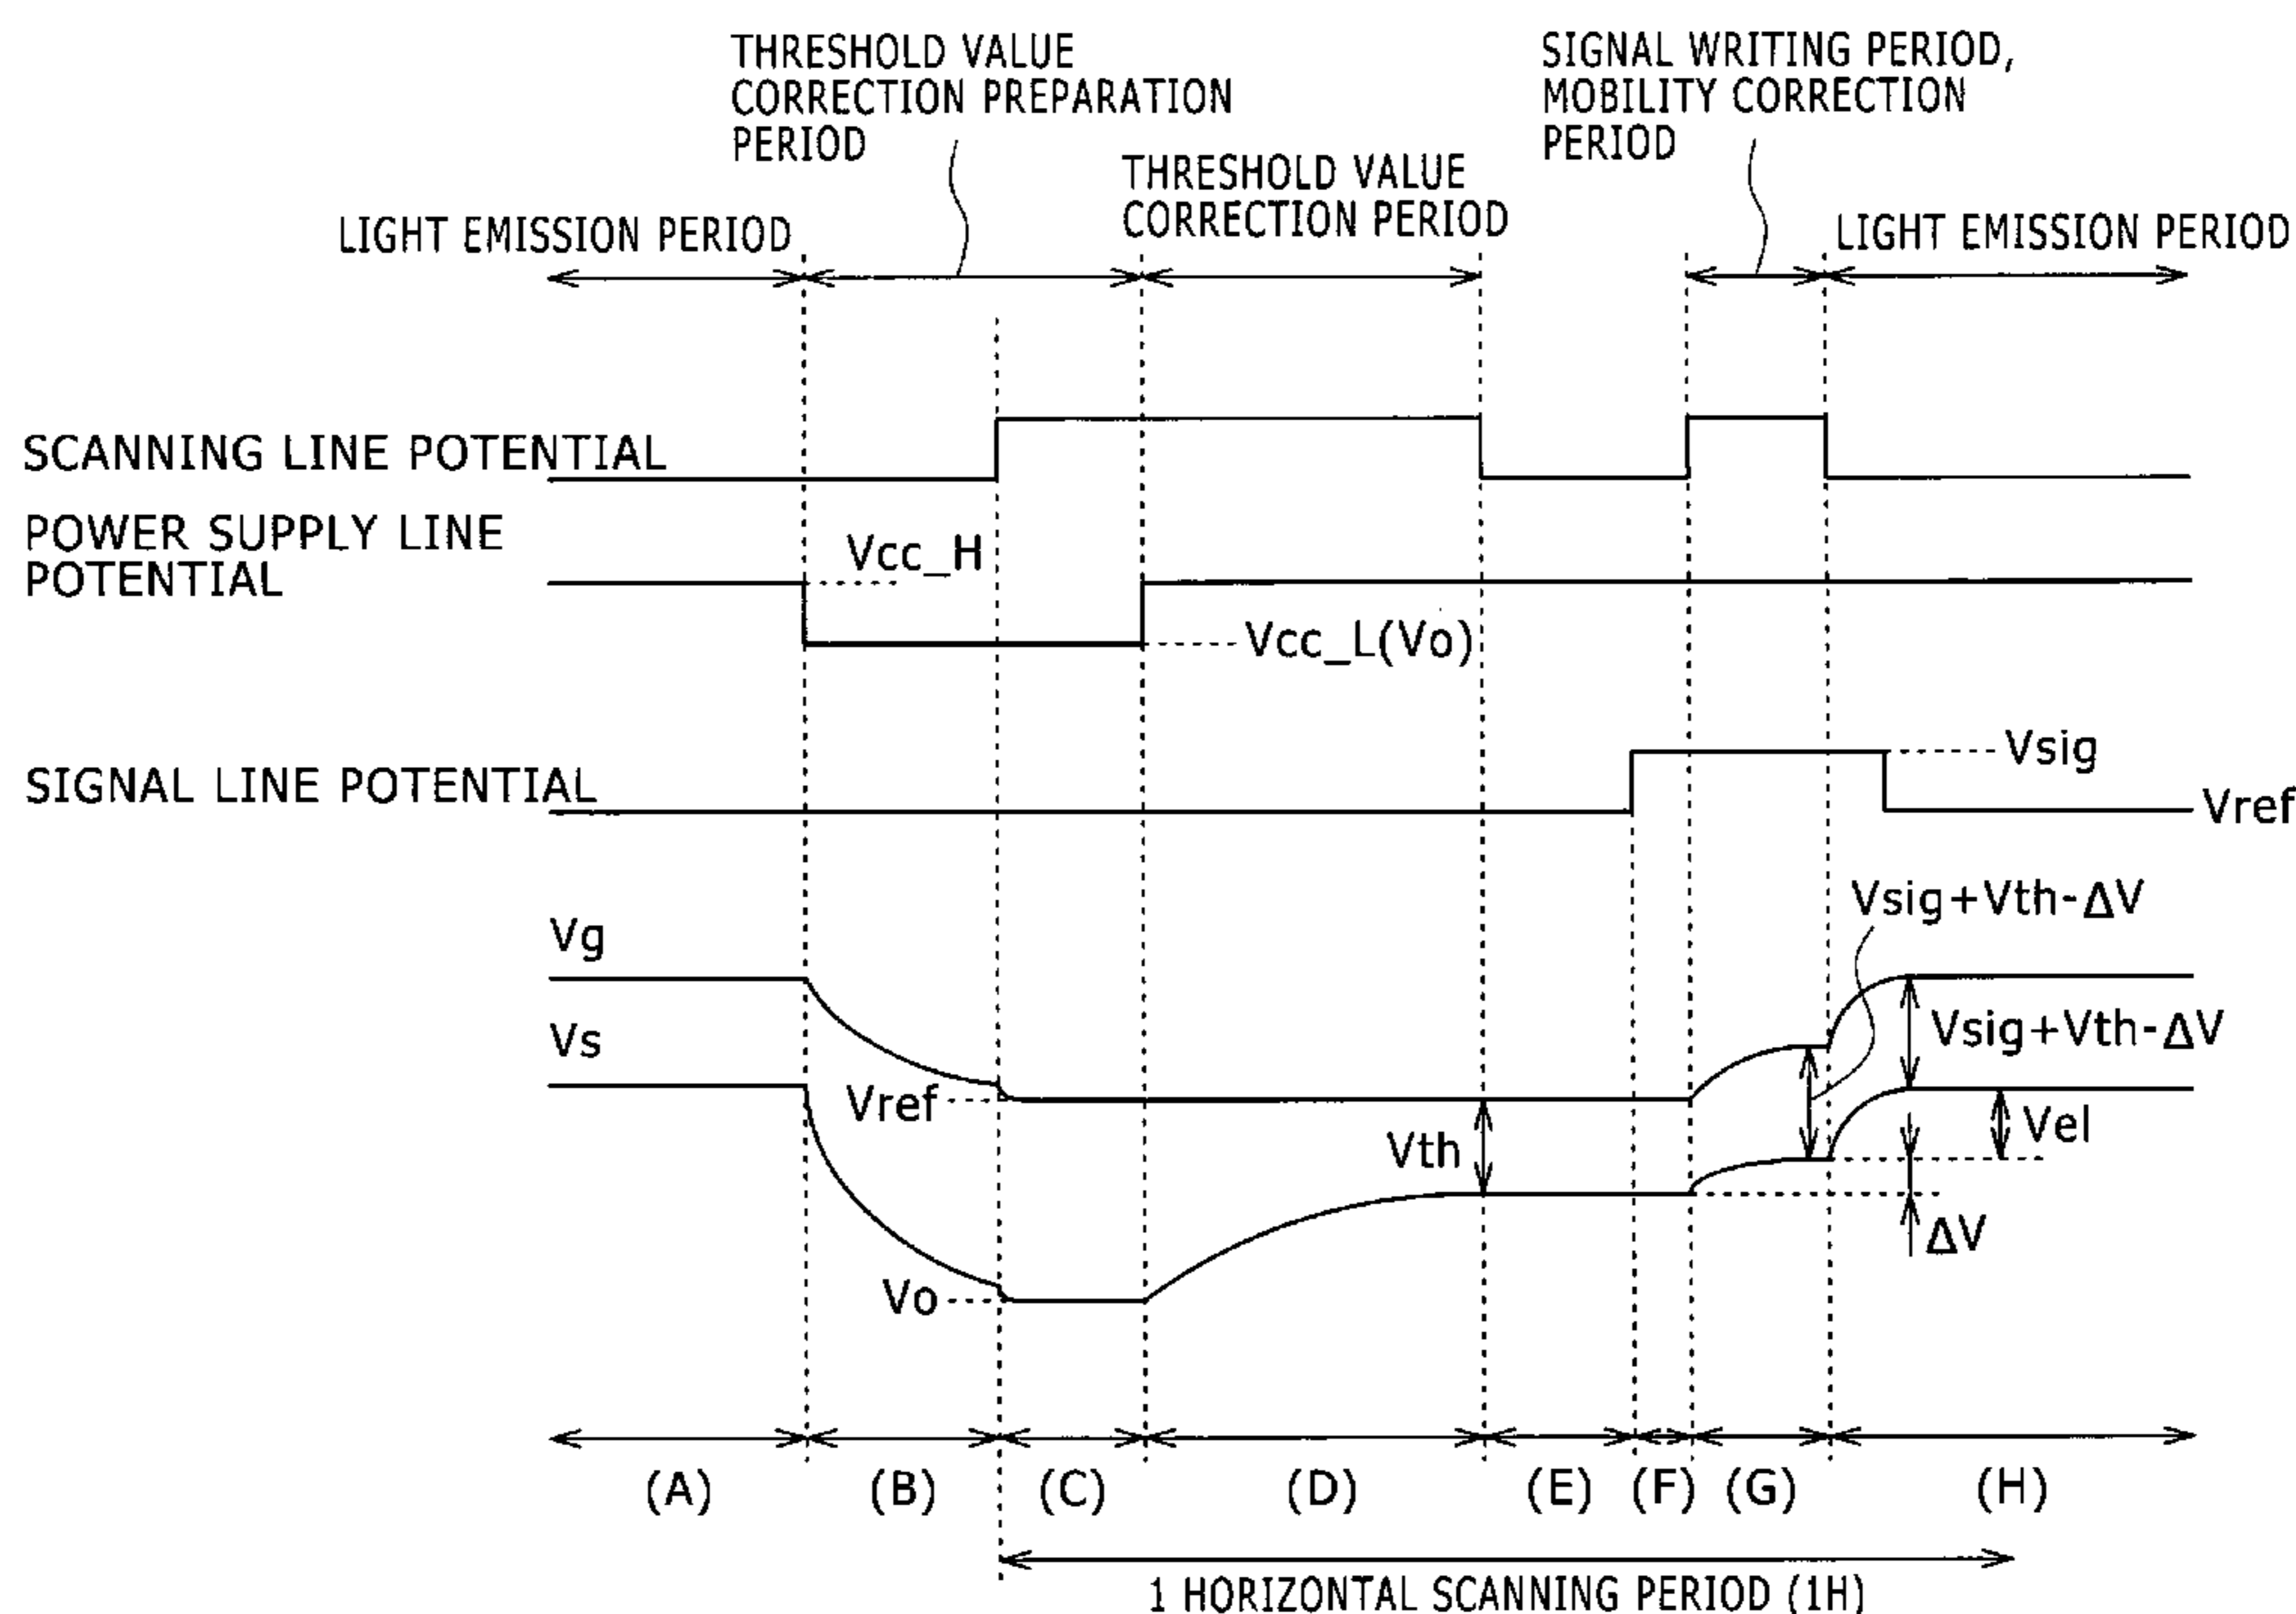 THRESHOLD VALUE
CORRECTION PREPARATION
PERIOD
SIGNAL WRITING PERIOD,
MOBILITY CORRECTION
PERIOD
THRESHOLD VALUE
CORRECTION PERIOD
LIGHT EMISSION PERIOD
LIGHT EMISSION PERIOD
SCANNING LINE POTENTIAL
POWER SUPPLY LINE
POTENTIAL
Vcc_H
Vcc_L(Vo)
SIGNAL LINE POTENTIAL
Vsig
Vref
Vsig+Vth-ΔV
Vg
Vs
Vsig+Vth-ΔV
Vref
Vth
Vel
ΔV
Vo
(A) (B) (C) (D) (E) (F) (G) (H)
1 HORIZONTAL SCANNING PERIOD (1H)